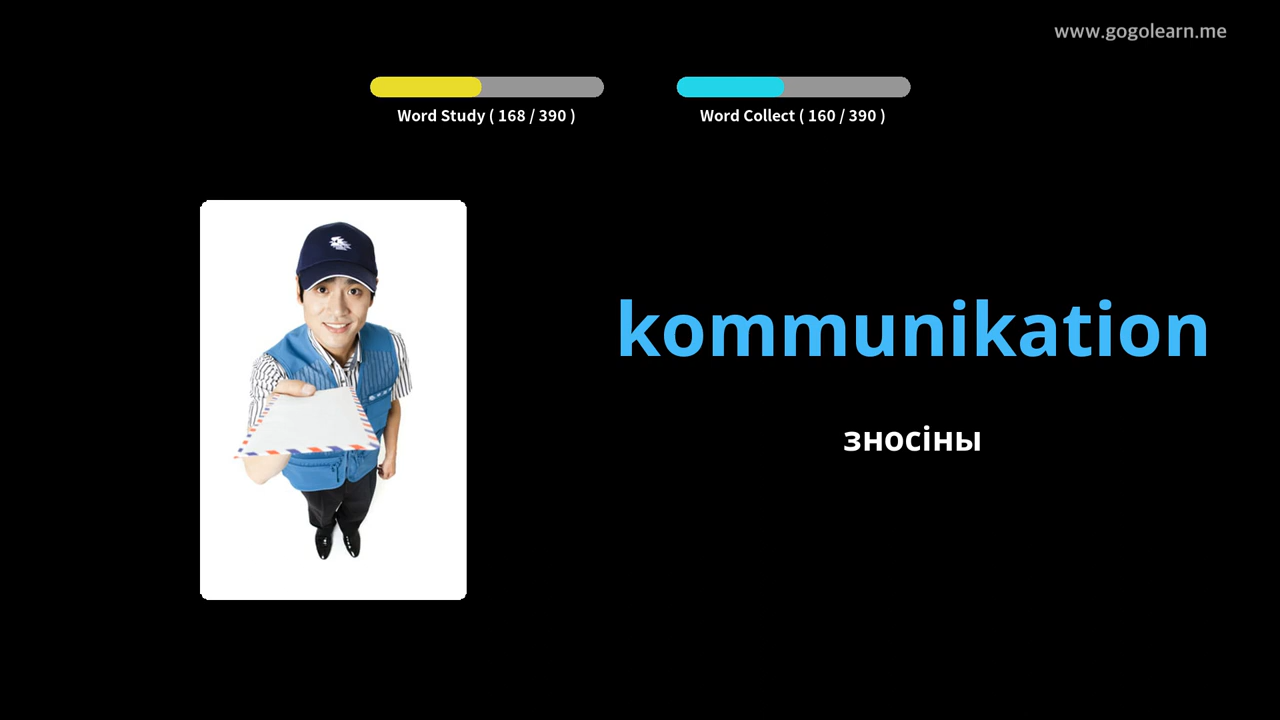 www.gogolearn.me
Word Study ( 168 / 390 )
Word Collect ( 160 / 390 )
kommunikation
зносіны